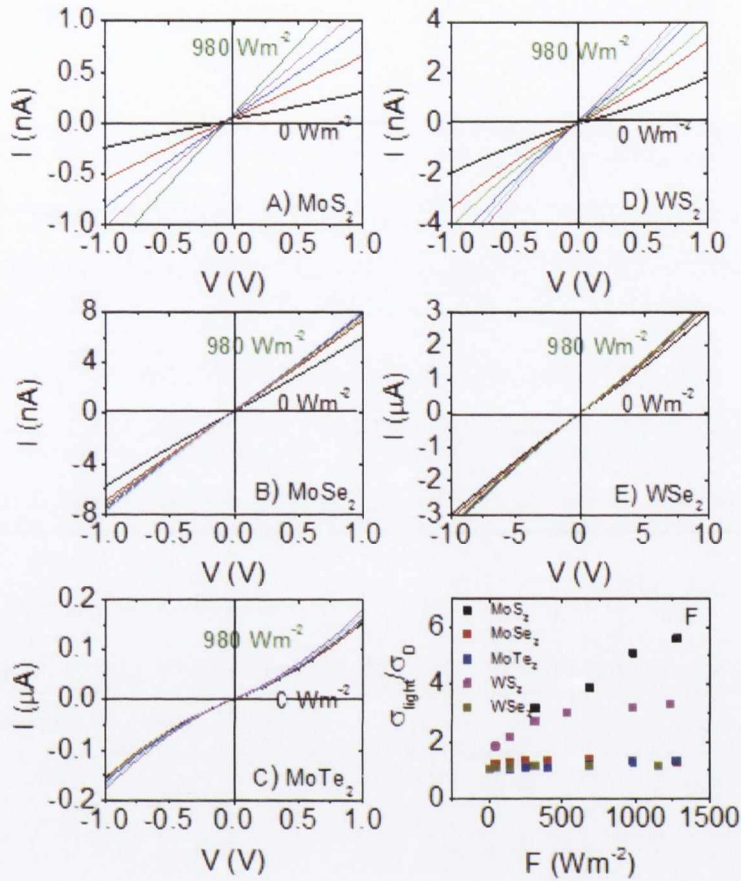 1.0
0.5
0.0
-0.5
-1.0
I (nA)
980 Wm-2
0 Wm-2
A) MoS2
-1.0 -0.5 0.0 0.5 1.0
V (V)
4
2
0
-2
-4
I (nA)
980 Wm-2
0 Wm-2
D) WS2
-1.0 -0.5 0.0 0.5 1.0
V (V)
8
4
0
-4
-8
I (nA)
980 Wm-2
0 Wm-2
B) MoSe2
-1.0 -0.5 0.0 0.5 1.0
V (V)
3
2
1
0
-1
-2
-3
I (μA)
980 Wm-2
0 Wm-2
E) WSe2
-10 -5 0 5 10
V (V)
0.2
0.1
0.0
-0.1
-0.2
I (μA)
980 Wm-2
0 Wm-2
C) MoTe2
-1.0 -0.5 0.0 0.5 1.0
V (V)
6
4
2
0
σlight/σD
MoS2
MoSe2
MoTe2
WS2
WSe2
F
0 500 1000 1500
F (Wm-2)